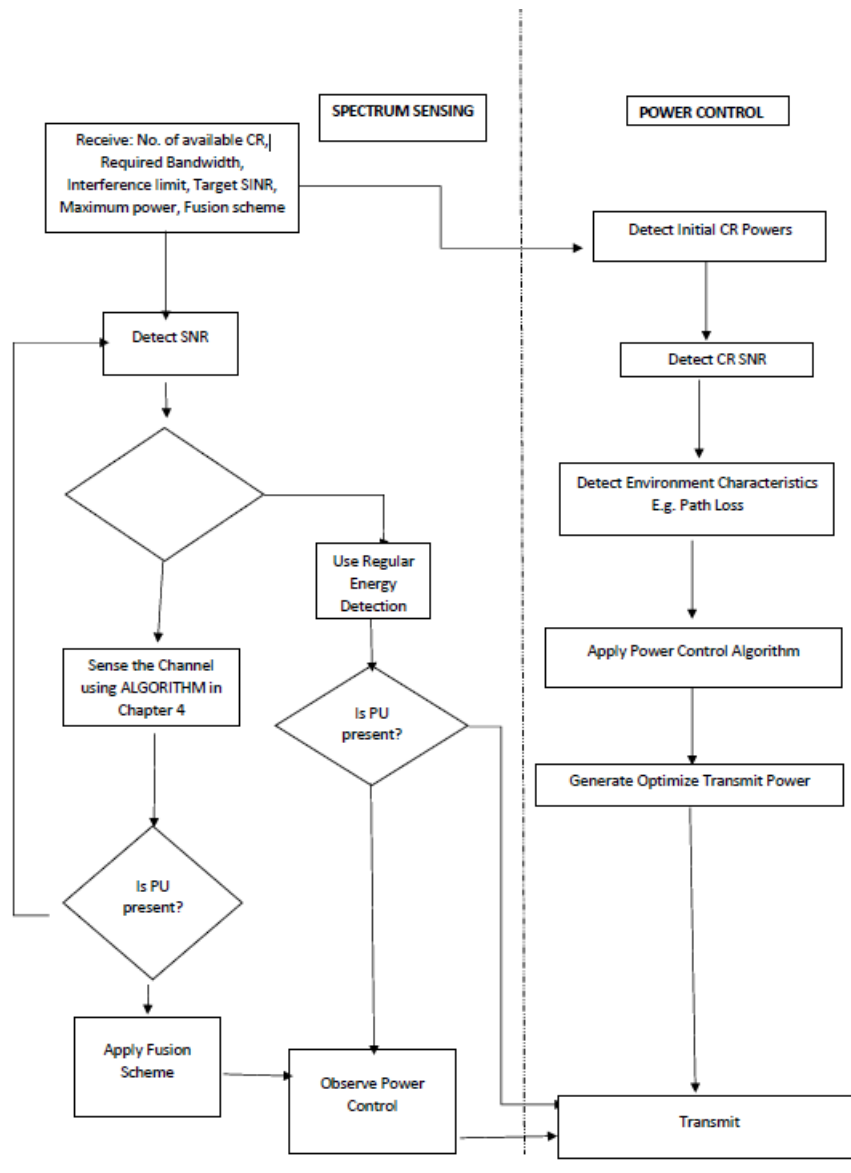 SPECTRUM SENSING
POWER CONTROL
Receive: No. of available CR,
Required Bandwidth,
Interference limit, Target SINR,
Maximum power, Fusion scheme
Detect Initial CR Powers
Detect SNR
Detect CR SNR
Detect Environment Characteristics
E.g. Path Loss
Use Regular
Energy
Detection
Apply Power Control Algorithm
Sense the Channel
using ALGORITHM in
Chapter 4
Is PU
present?
Generate Optimize Transmit Power
Is PU
present?
Apply Fusion
Scheme
Observe Power
Control
Transmit